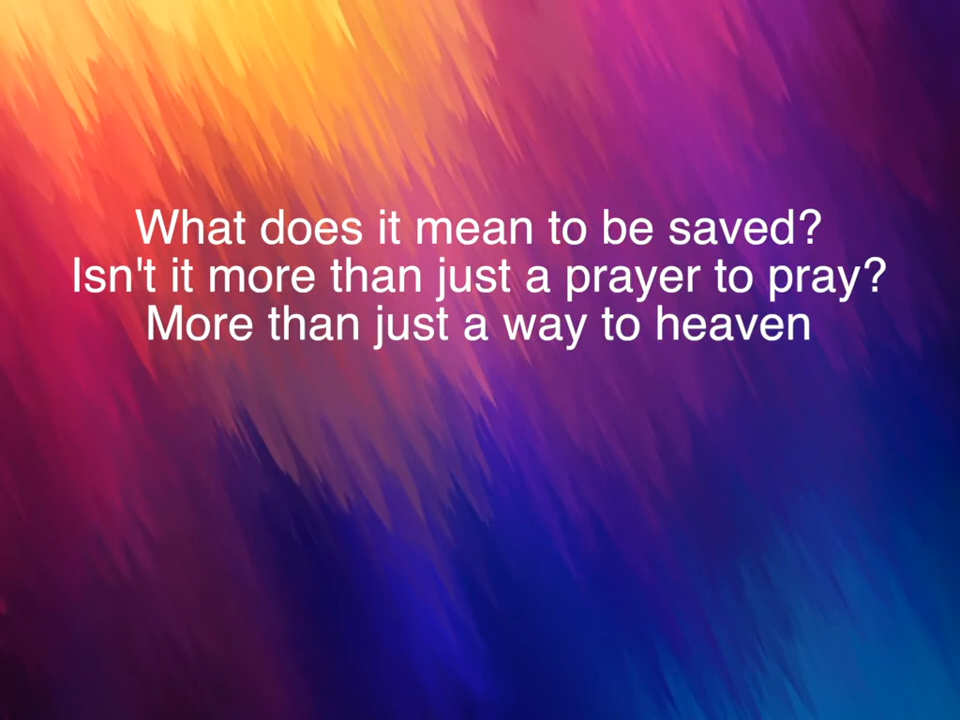 What does it mean to be saved?
Isn't it more than just a prayer to pray?
More than just a way to heaven